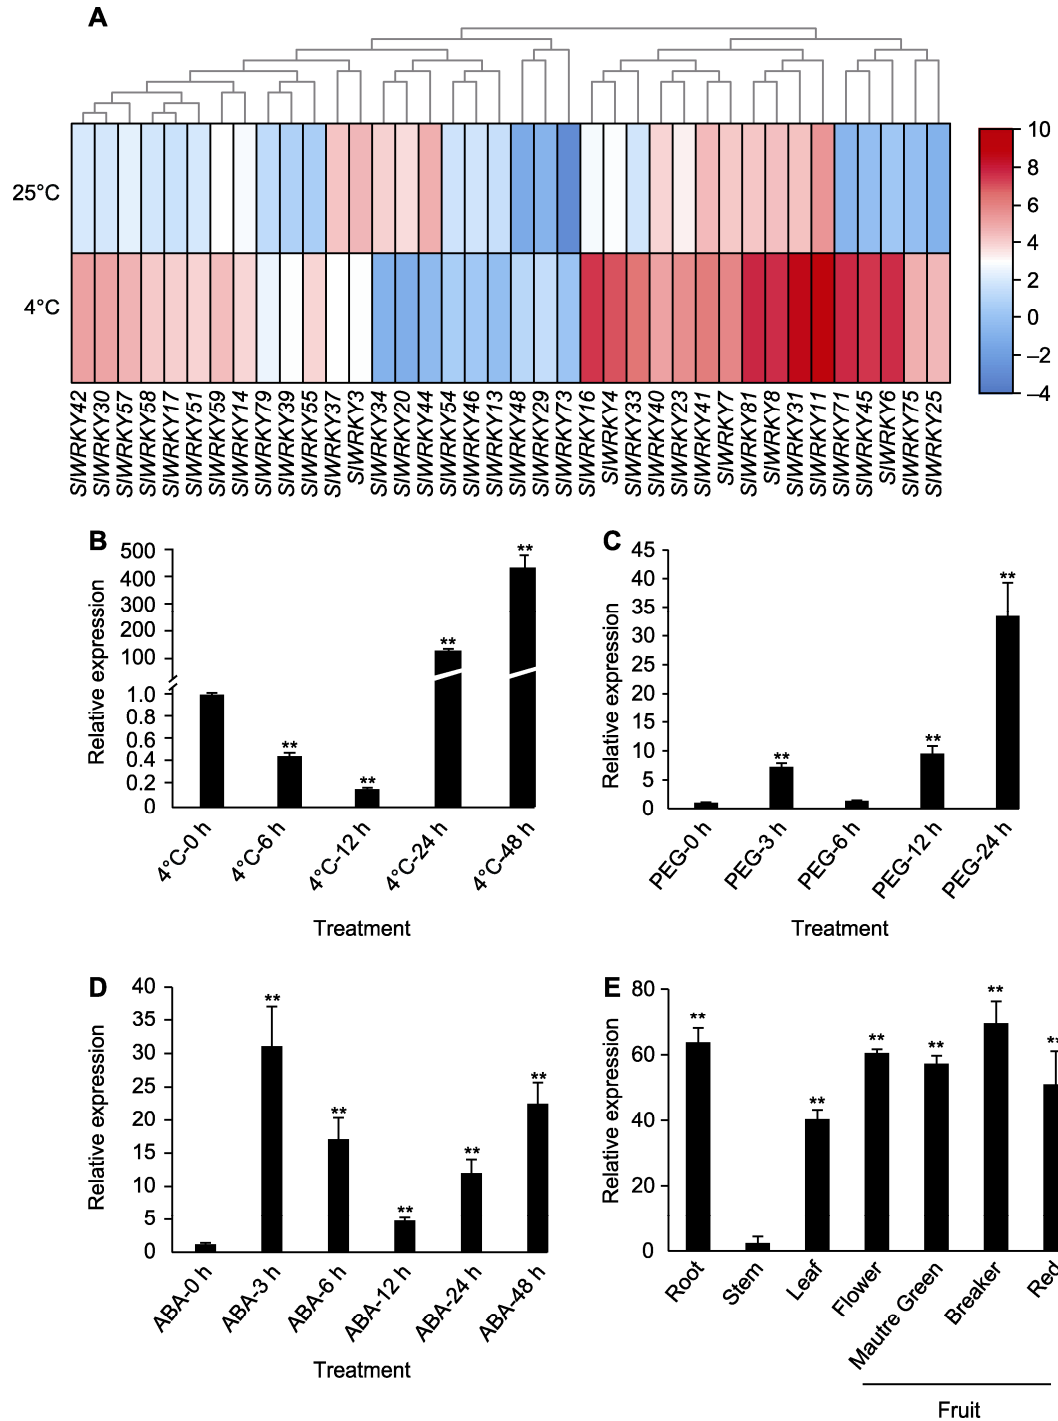 A
25°C
4°C
10
8
6
4
2
0
–2
–4
SlWRKY42
SlWRKY30
SlWRKY57
SlWRKY58
SlWRKY17
SlWRKY51
SlWRKY59
SlWRKY14
SlWRKY79
SlWRKY39
SlWRKY55
SlWRKY37
SlWRKY3
SlWRKY34
SlWRKY20
SlWRKY44
SlWRKY54
SlWRKY46
SlWRKY13
SlWRKY48
SlWRKY29
SlWRKY73
SlWRKY16
SlWRKY4
SlWRKY33
SlWRKY40
SlWRKY23
SlWRKY41
SlWRKY7
SlWRKY81
SlWRKY8
SlWRKY31
SlWRKY11
SlWRKY71
SlWRKY45
SlWRKY6
SlWRKY75
SlWRKY25
B
Relative expression
500
400
300
200
100
1.0
0.8
0.6
0.4
0.2
0
**
**
**
**
4°C-0 h
4°C-6 h
4°C-12 h
4°C-24 h
4°C-48 h
Treatment
C
Relative expression
45
40
35
30
25
20
15
10
5
0
**
**
**
PEG-0 h
PEG-3 h
PEG-6 h
PEG-12 h
PEG-24 h
Treatment
D
Relative expression
40
35
30
25
20
15
10
5
0
**
**
**
**
**
ABA-0 h
ABA-3 h
ABA-6 h
ABA-12 h
ABA-24 h
ABA-48 h
Treatment
E
Relative expression
80
60
40
20
0
**
**
**
**
**
**
Root
Stem
Leaf
Flower
Mautre Green
Breaker
Red
Fruit